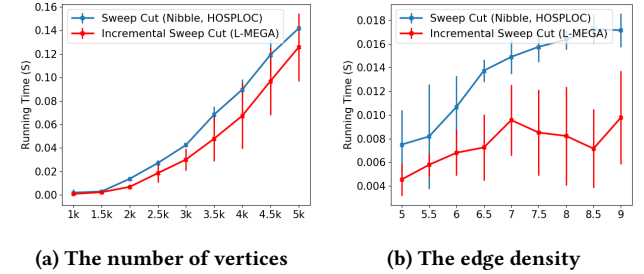 0.16
0.14
0.12
0.10
0.08
0.06
0.04
0.02
0.00
Running Time (S)
Sweep Cut (Nibble, HOSPLOC)
Incremental Sweep Cut (L-MEGA)
1k 1.5k 2k 2.5k 3k 3.5k 4k 4.5k 5k
(a) The number of vertices
0.018
0.016
0.014
0.012
0.010
0.008
0.006
0.004
Running Time (S)
Sweep Cut (Nibble, HOSPLOC)
Incremental Sweep Cut (L-MEGA)
5 5.5 6 6.5 7 7.5 8 8.5 9
(b) The edge density